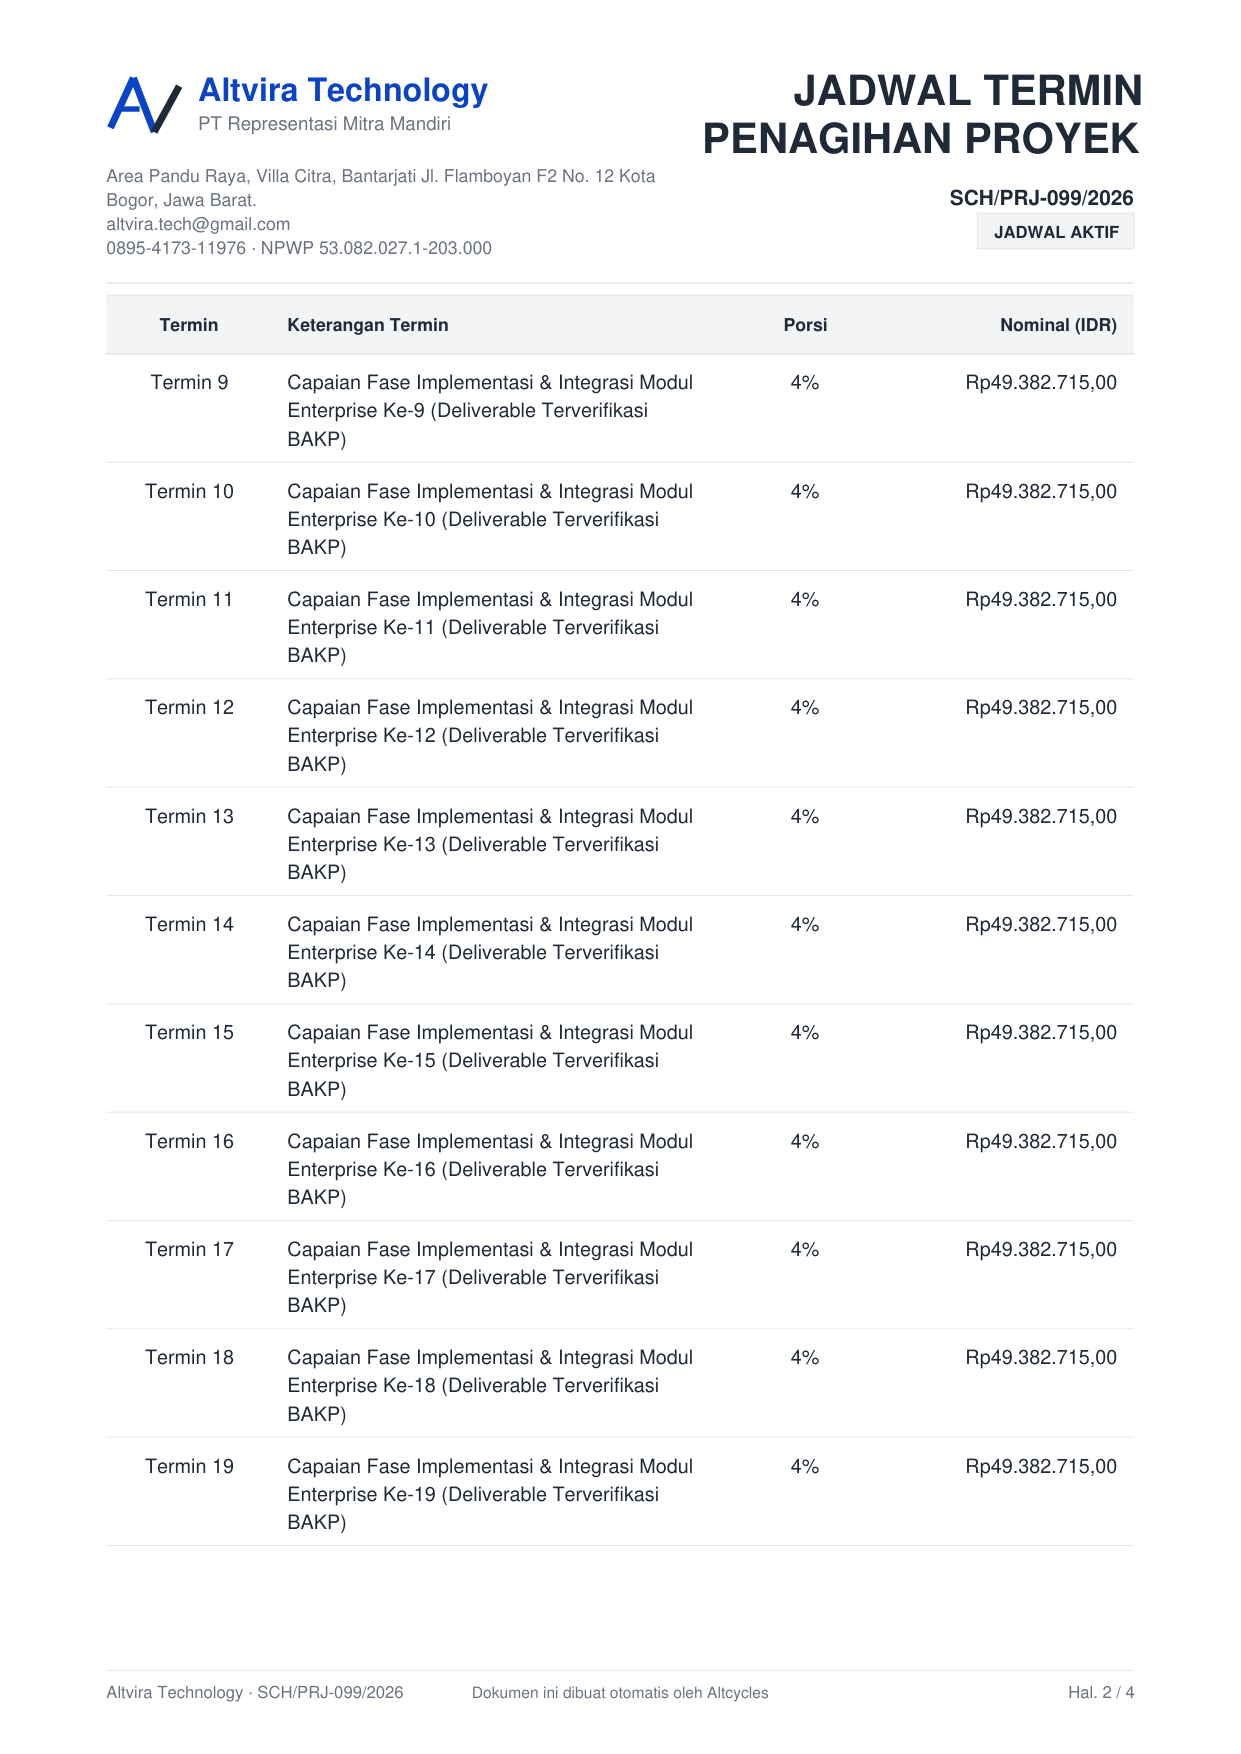 Altvira Technology
PT Representasi Mitra Mandiri
JADWAL TERMIN
PENAGIHAN PROYEK
Area Pandu Raya, Villa Citra, Bantarjati Jl. Flamboyan F2 No. 12 Kota
Bogor, Jawa Barat.
altvira.tech@gmail.com
0895-4173-11976 · NPWP 53.082.027.1-203.000
SCH/PRJ-099/2026
JADWAL AKTIF
Termin Keterangan Termin Porsi Nominal (IDR)
Termin 9 Capaian Fase Implementasi & Integrasi Modul 4% Rp49.382.715,00
Enterprise Ke-9 (Deliverable Terverifikasi
BAKP)
Termin 10 Capaian Fase Implementasi & Integrasi Modul 4% Rp49.382.715,00
Enterprise Ke-10 (Deliverable Terverifikasi
BAKP)
Termin 11 Capaian Fase Implementasi & Integrasi Modul 4% Rp49.382.715,00
Enterprise Ke-11 (Deliverable Terverifikasi
BAKP)
Termin 12 Capaian Fase Implementasi & Integrasi Modul 4% Rp49.382.715,00
Enterprise Ke-12 (Deliverable Terverifikasi
BAKP)
Termin 13 Capaian Fase Implementasi & Integrasi Modul 4% Rp49.382.715,00
Enterprise Ke-13 (Deliverable Terverifikasi
BAKP)
Termin 14 Capaian Fase Implementasi & Integrasi Modul 4% Rp49.382.715,00
Enterprise Ke-14 (Deliverable Terverifikasi
BAKP)
Termin 15 Capaian Fase Implementasi & Integrasi Modul 4% Rp49.382.715,00
Enterprise Ke-15 (Deliverable Terverifikasi
BAKP)
Termin 16 Capaian Fase Implementasi & Integrasi Modul 4% Rp49.382.715,00
Enterprise Ke-16 (Deliverable Terverifikasi
BAKP)
Termin 17 Capaian Fase Implementasi & Integrasi Modul 4% Rp49.382.715,00
Enterprise Ke-17 (Deliverable Terverifikasi
BAKP)
Termin 18 Capaian Fase Implementasi & Integrasi Modul 4% Rp49.382.715,00
Enterprise Ke-18 (Deliverable Terverifikasi
BAKP)
Termin 19 Capaian Fase Implementasi & Integrasi Modul 4% Rp49.382.715,00
Enterprise Ke-19 (Deliverable Terverifikasi
BAKP)
Altvira Technology · SCH/PRJ-099/2026 Dokumen ini dibuat otomatis oleh Altcycles Hal. 2 / 4